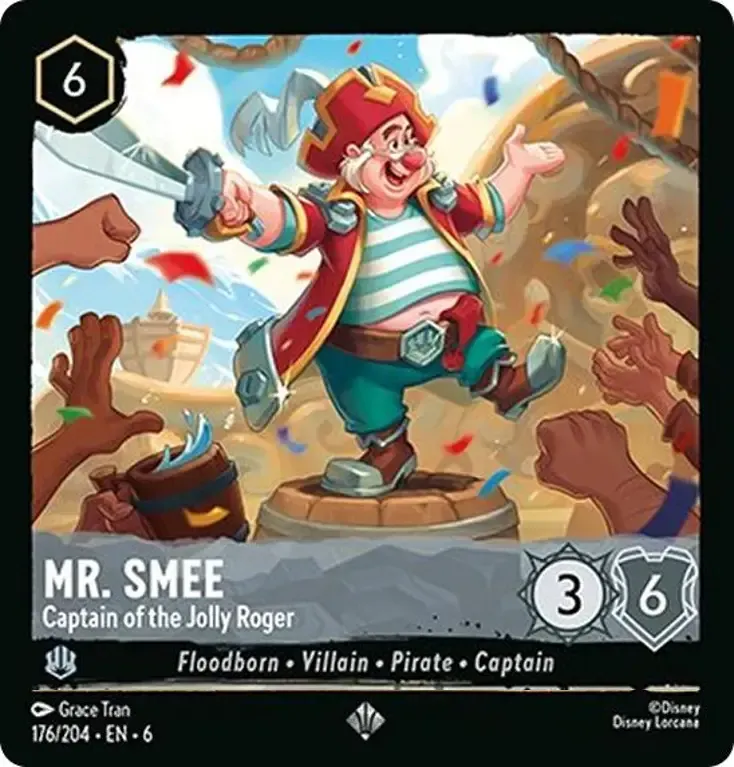 6
MR. SMEE
Captain of the Jolly Roger
3
6
Floodborn • Villain • Pirate • Captain
Grace Tran
176/204 • EN • 6
©Disney
Disney Lorcana